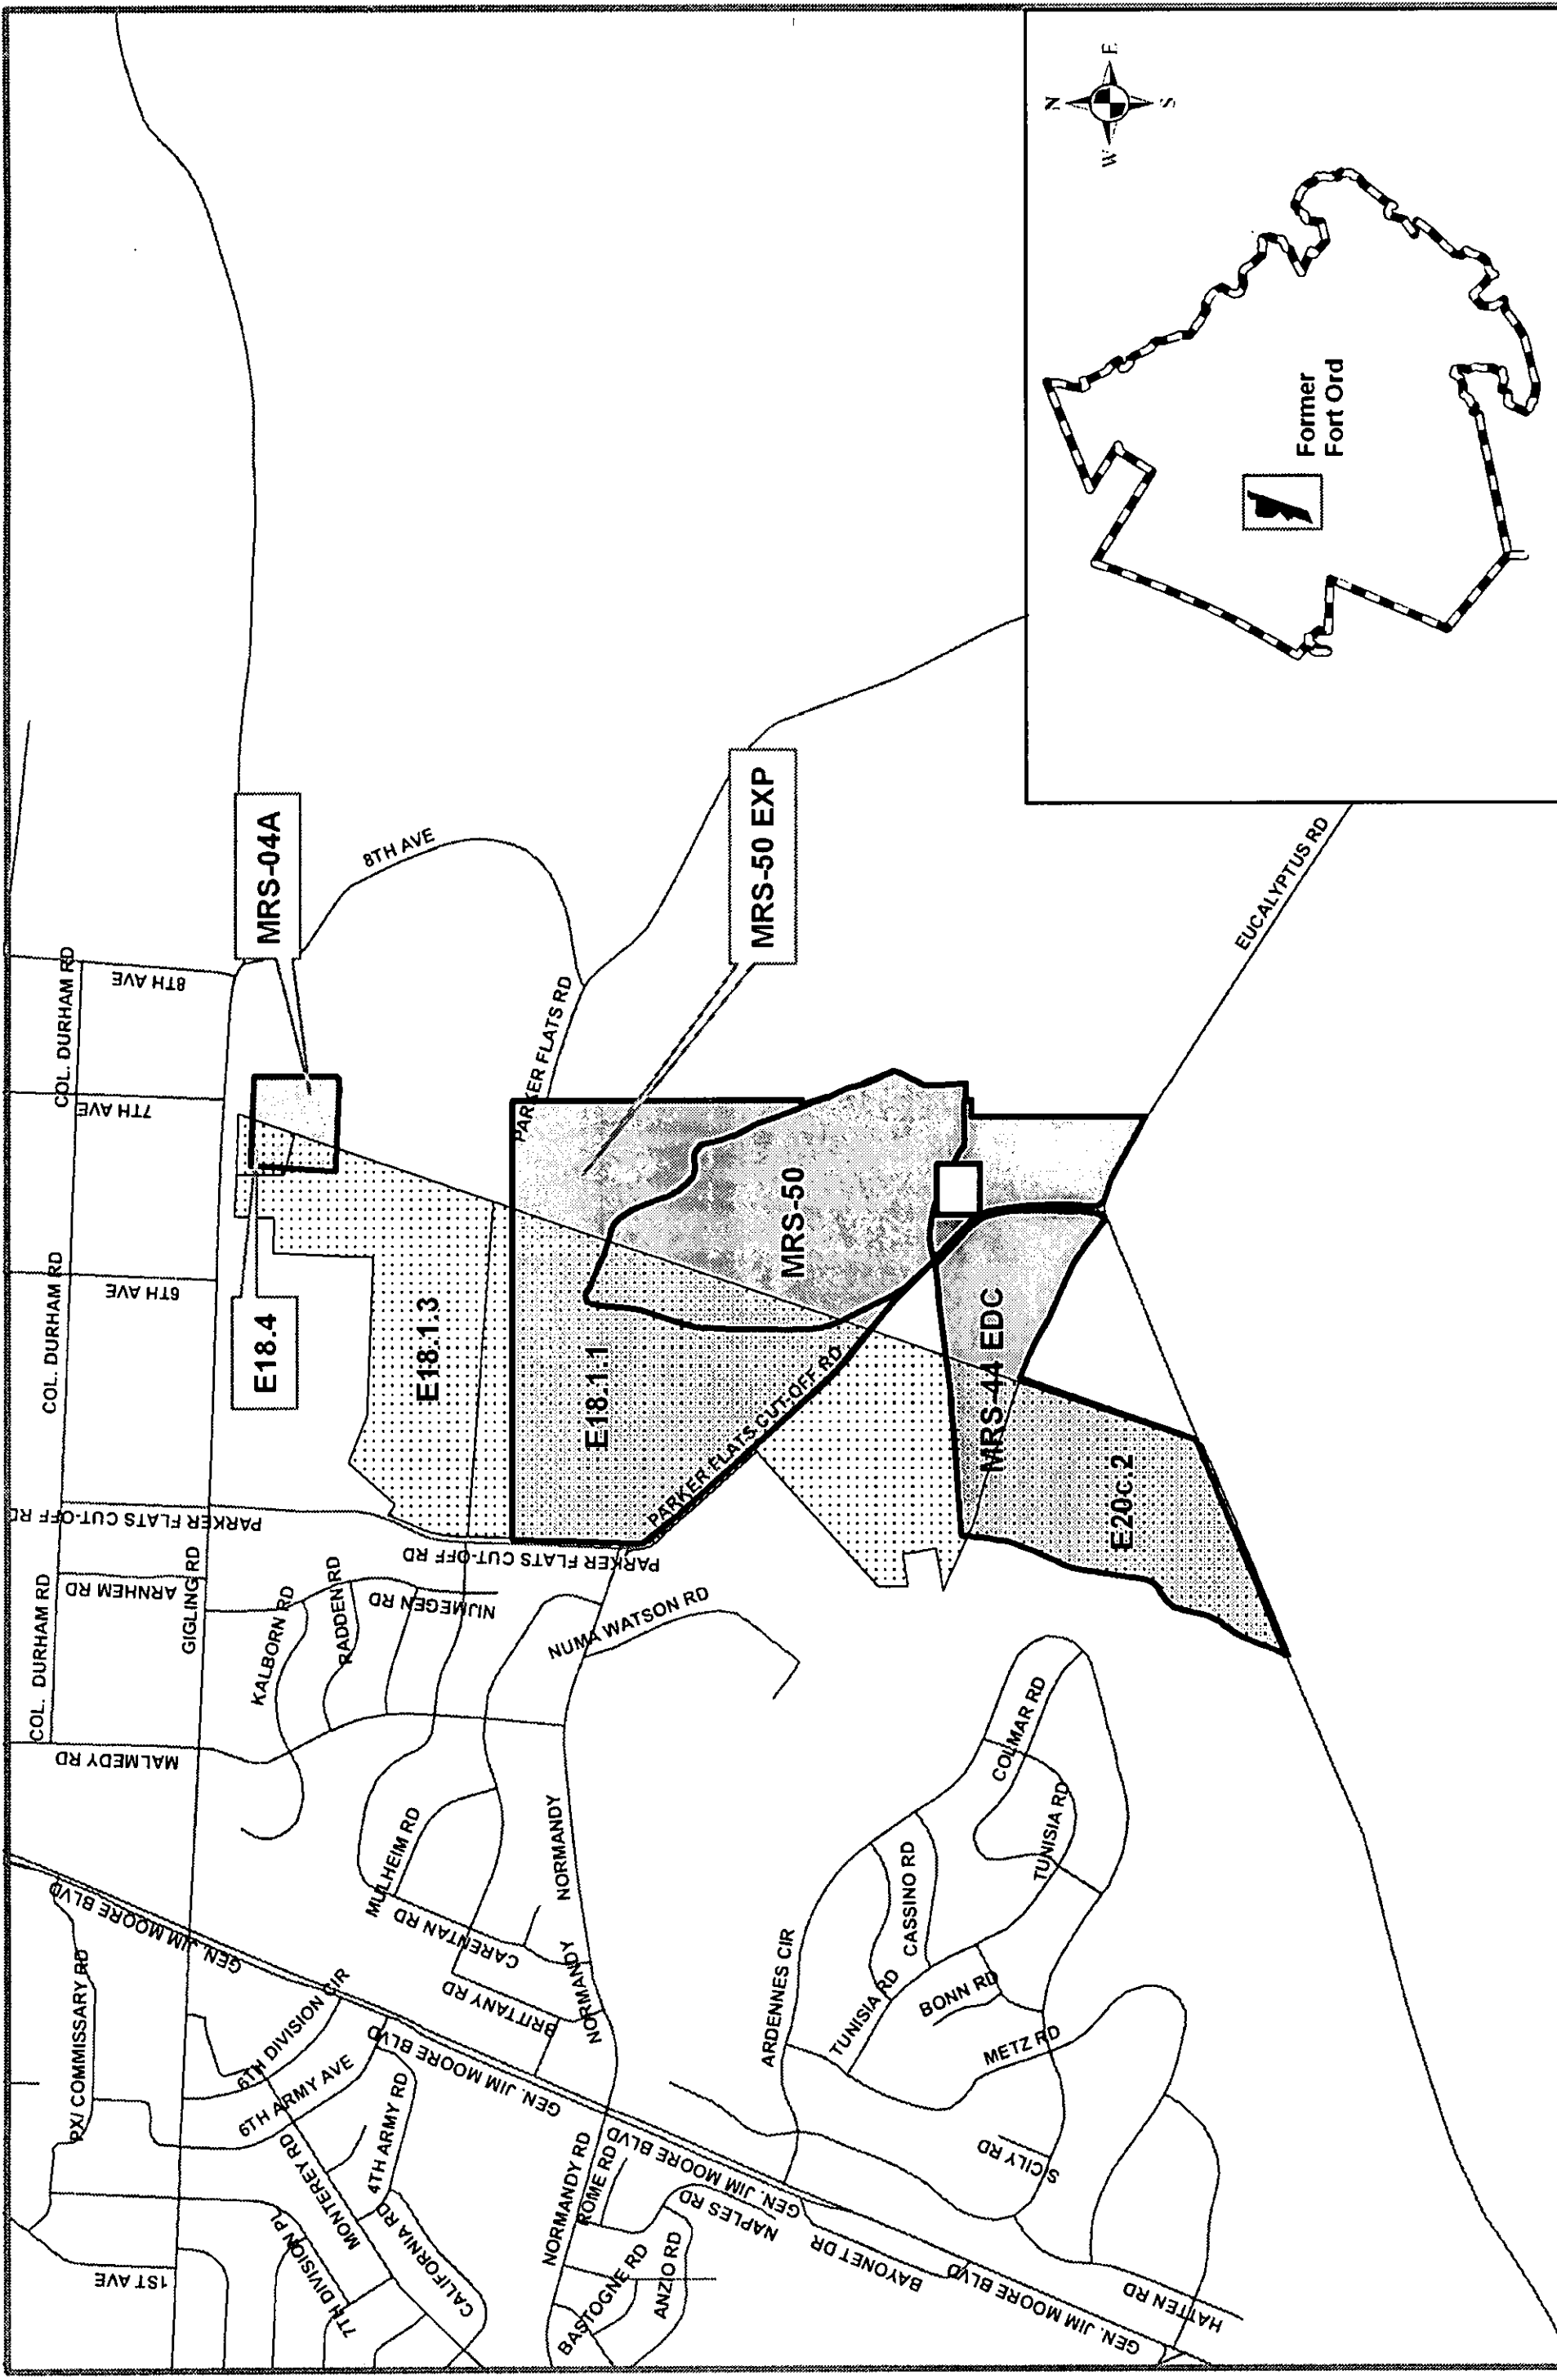 COL. DURHAM RD
COL. DURHAM RD
COL. DURHAM RD
PX/ COMMISSARY RD
GEN. JIM MOORE BLVD
MALMEDY RD
ARNHEM RD
PARKER FLATS CUT-OFF RD
6TH AVE
7TH AVE
8TH AVE
1ST AVE
GIGLING RD
7TH DIVISION PL
MONTEREY RD
6TH ARMY AVE
6TH DIVISION CIR
KALBORN RD
RADDEN RD
E18.4
MRS-04A
8TH AVE
CALIFORNIA RD
4TH ARMY RD
GEN. JIM MOORE BLVD
MULHEIM RD
CARENTAN RD
BRITTANY RD
NIJMEGEN RD
PARKER FLATS CUT-OFF RD
E18.1.3
PARKER FLATS RD
NORMANDY RD
ROME RD
NORMANDY
NORMANDY
NUMA WATSON RD
E18.1.1
BASTOGNE RD
ANZIO RD
NAPLES RD
GEN. JIM MOORE BLVD
PARKER FLATS CUT-OFF RD
MRS-50
MRS-50 EXP
BAYONET DR
ARDENNES CIR
TUNISIA RD
CASSINO RD
BONN RD
METZ RD
COLMAR RD
TUNISIA RD
SICILY RD
MRS-44 EDC
E20c.2
GEN. JIM MOORE BLVD
HATTEN RD
EUCALYPTUS RD
N
W
E
S
Former
Fort Ord